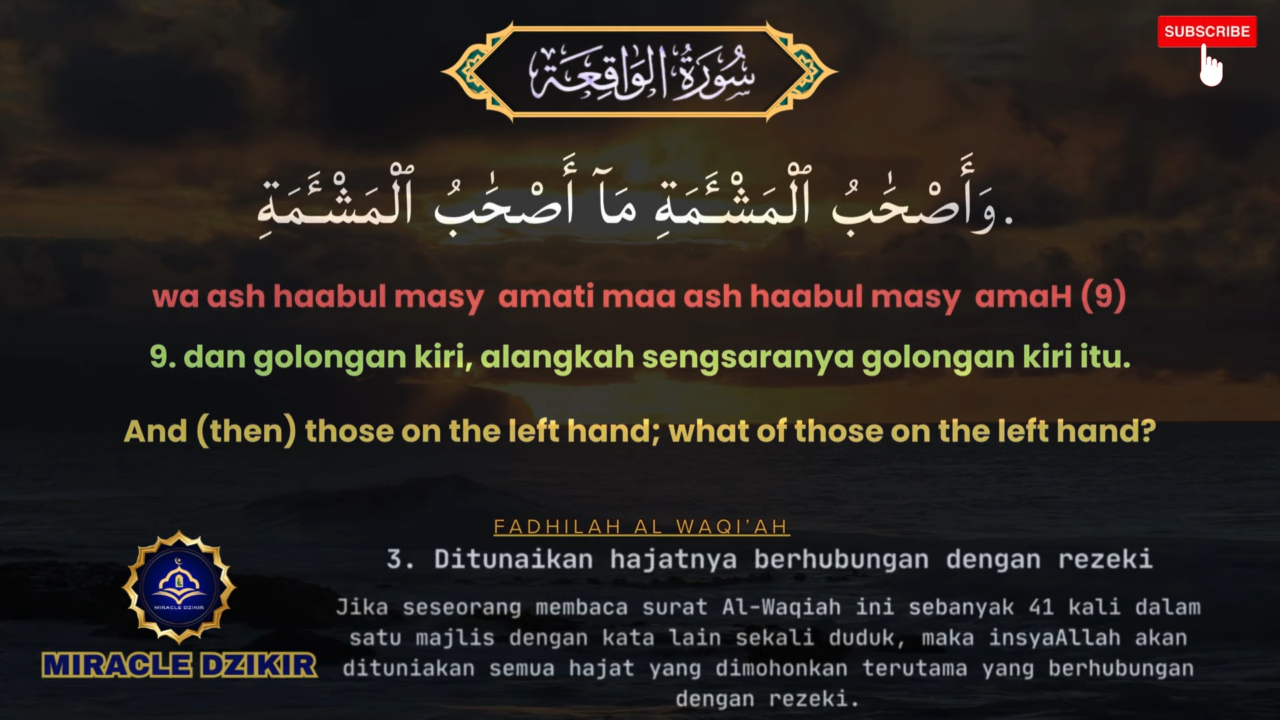 سُورَةُ الوَاقِعَة
SUBSCRIBE
وَأَصْحَٰبُ ٱلْمَشْـَٔمَةِ مَآ أَصْحَٰبُ ٱلْمَشْـَٔمَةِ.
wa ash haabul masy amati maa ash haabul masy amaH (9)
9. dan golongan kiri, alangkah sengsaranya golongan kiri itu.
And (then) those on the left hand; what of those on the left hand?
FADHILAH AL WAQI'AH
3. Ditunaikan hajatnya berhubungan dengan rezeki
Jika seseorang membaca surat Al-Waqiah ini sebanyak 41 kali dalam
satu majlis dengan kata lain sekali duduk, maka insyaAllah akan
dituniakan semua hajat yang dimohonkan terutama yang berhubungan
dengan rezeki.
MIRACLE DZIKIR
MIRACLE DZIKIR